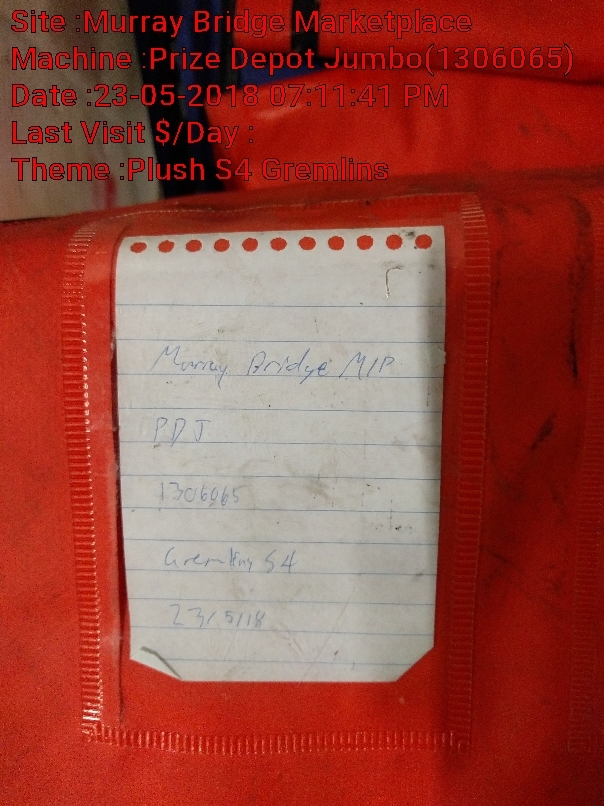 Site :Murray Bridge Marketplace
Machine :Prize Depot Jumbo(1306065)
Date :23-05-2018 07:11:41 PM
Last Visit $/Day :
Theme :Plush S4 Gremlins
Murray Bridge M/P
PDJ
1306065
Gremlins S4
23/5/18